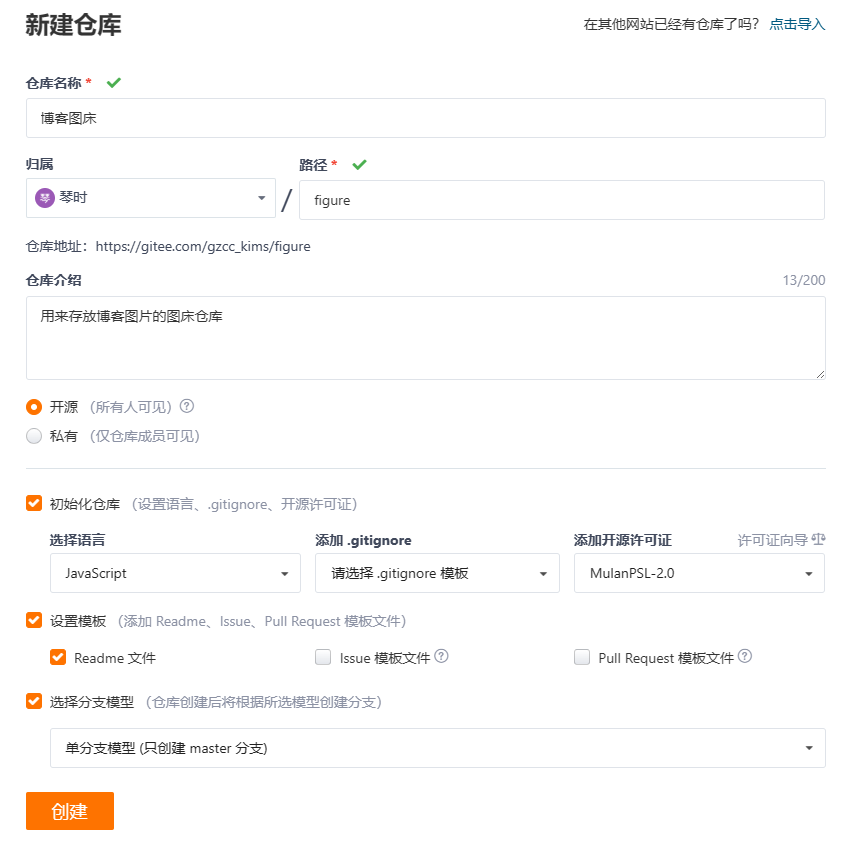 新建仓库
在其他网站已经有仓库了吗？ 点击导入
仓库名称 *
博客图床
归属
路径 *
琴 琴时
/
figure
仓库地址：https://gitee.com/gzcc_kims/figure
仓库介绍
13/200
用来存放博客图片的图床仓库
开源 （所有人可见） ?
私有 （仅仓库成员可见）
初始化仓库 （设置语言、.gitignore、开源许可证）
选择语言
添加 .gitignore
添加开源许可证
许可证向导
JavaScript
请选择 .gitignore 模板
MulanPSL-2.0
设置模板 （添加 Readme、Issue、Pull Request 模板文件）
Readme 文件
Issue 模板文件 ?
Pull Request 模板文件 ?
选择分支模型 （仓库创建后将根据所选模型创建分支）
单分支模型 (只创建 master 分支)
创建